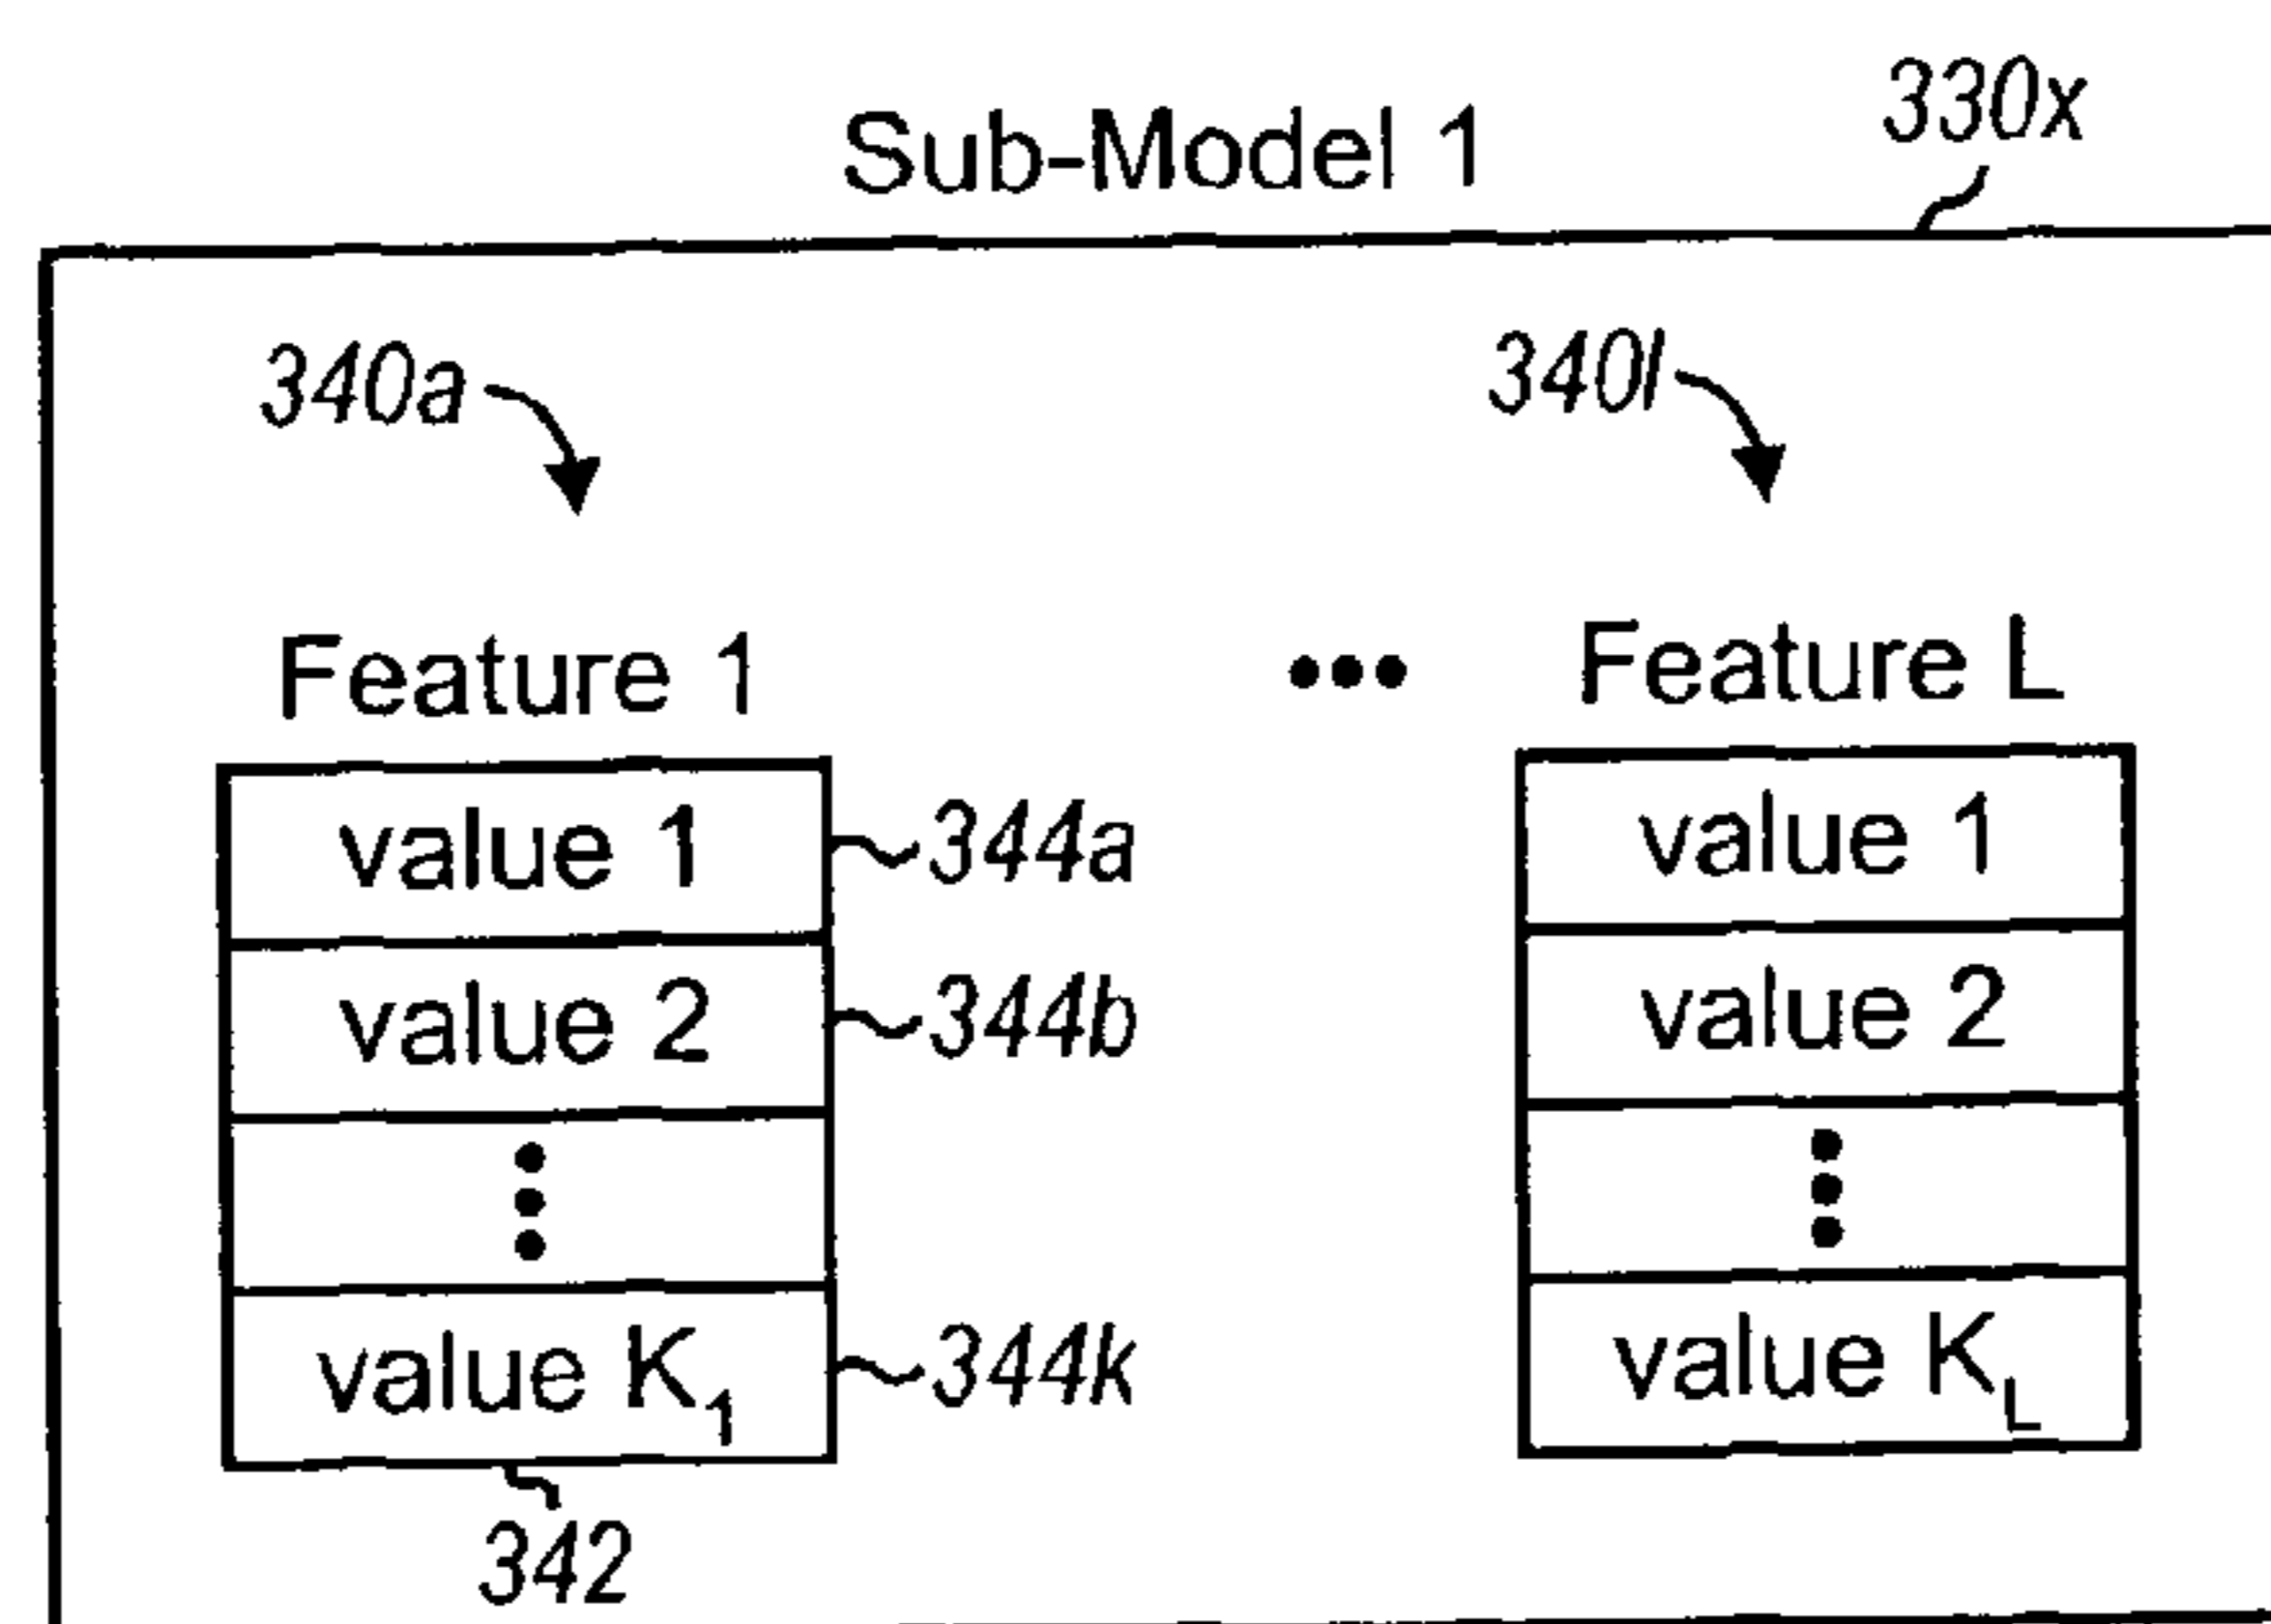 Sub-Model 1
330x
340a
340l
Feature 1
••• Feature L
value 1
344a
value 2
344b
value K₁
344k
342
value 1
value 2
value K_L